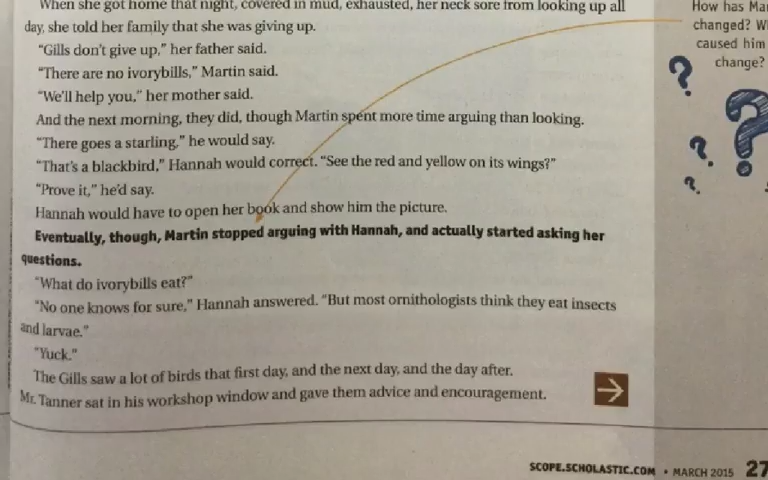 When she got home that night, covered in mud, exhausted, her neck sore from looking up all
day, she told her family that she was giving up.
“Gills don’t give up,” her father said.
“There are no ivorybills,” Martin said.
“We’ll help you,” her mother said.
And the next morning, they did, though Martin spent more time arguing than looking.
“There goes a starling,” he would say.
“That’s a blackbird,” Hannah would correct. “See the red and yellow on its wings?”
“Prove it,” he’d say.
Hannah would have to open her book and show him the picture.
Eventually, though, Martin stopped arguing with Hannah, and actually started asking her
questions.
“What do ivorybills eat?”
“No one knows for sure,” Hannah answered. “But most ornithologists think they eat insects
and larvae.”
“Yuck.”
The Gills saw a lot of birds that first day, and the next day, and the day after.
Mr. Tanner sat in his workshop window and gave them advice and encouragement.
How has
changed?
caused him
change?
?
?
?
?
SCOPE.SCHOLASTIC.COM • MARCH 2015 27